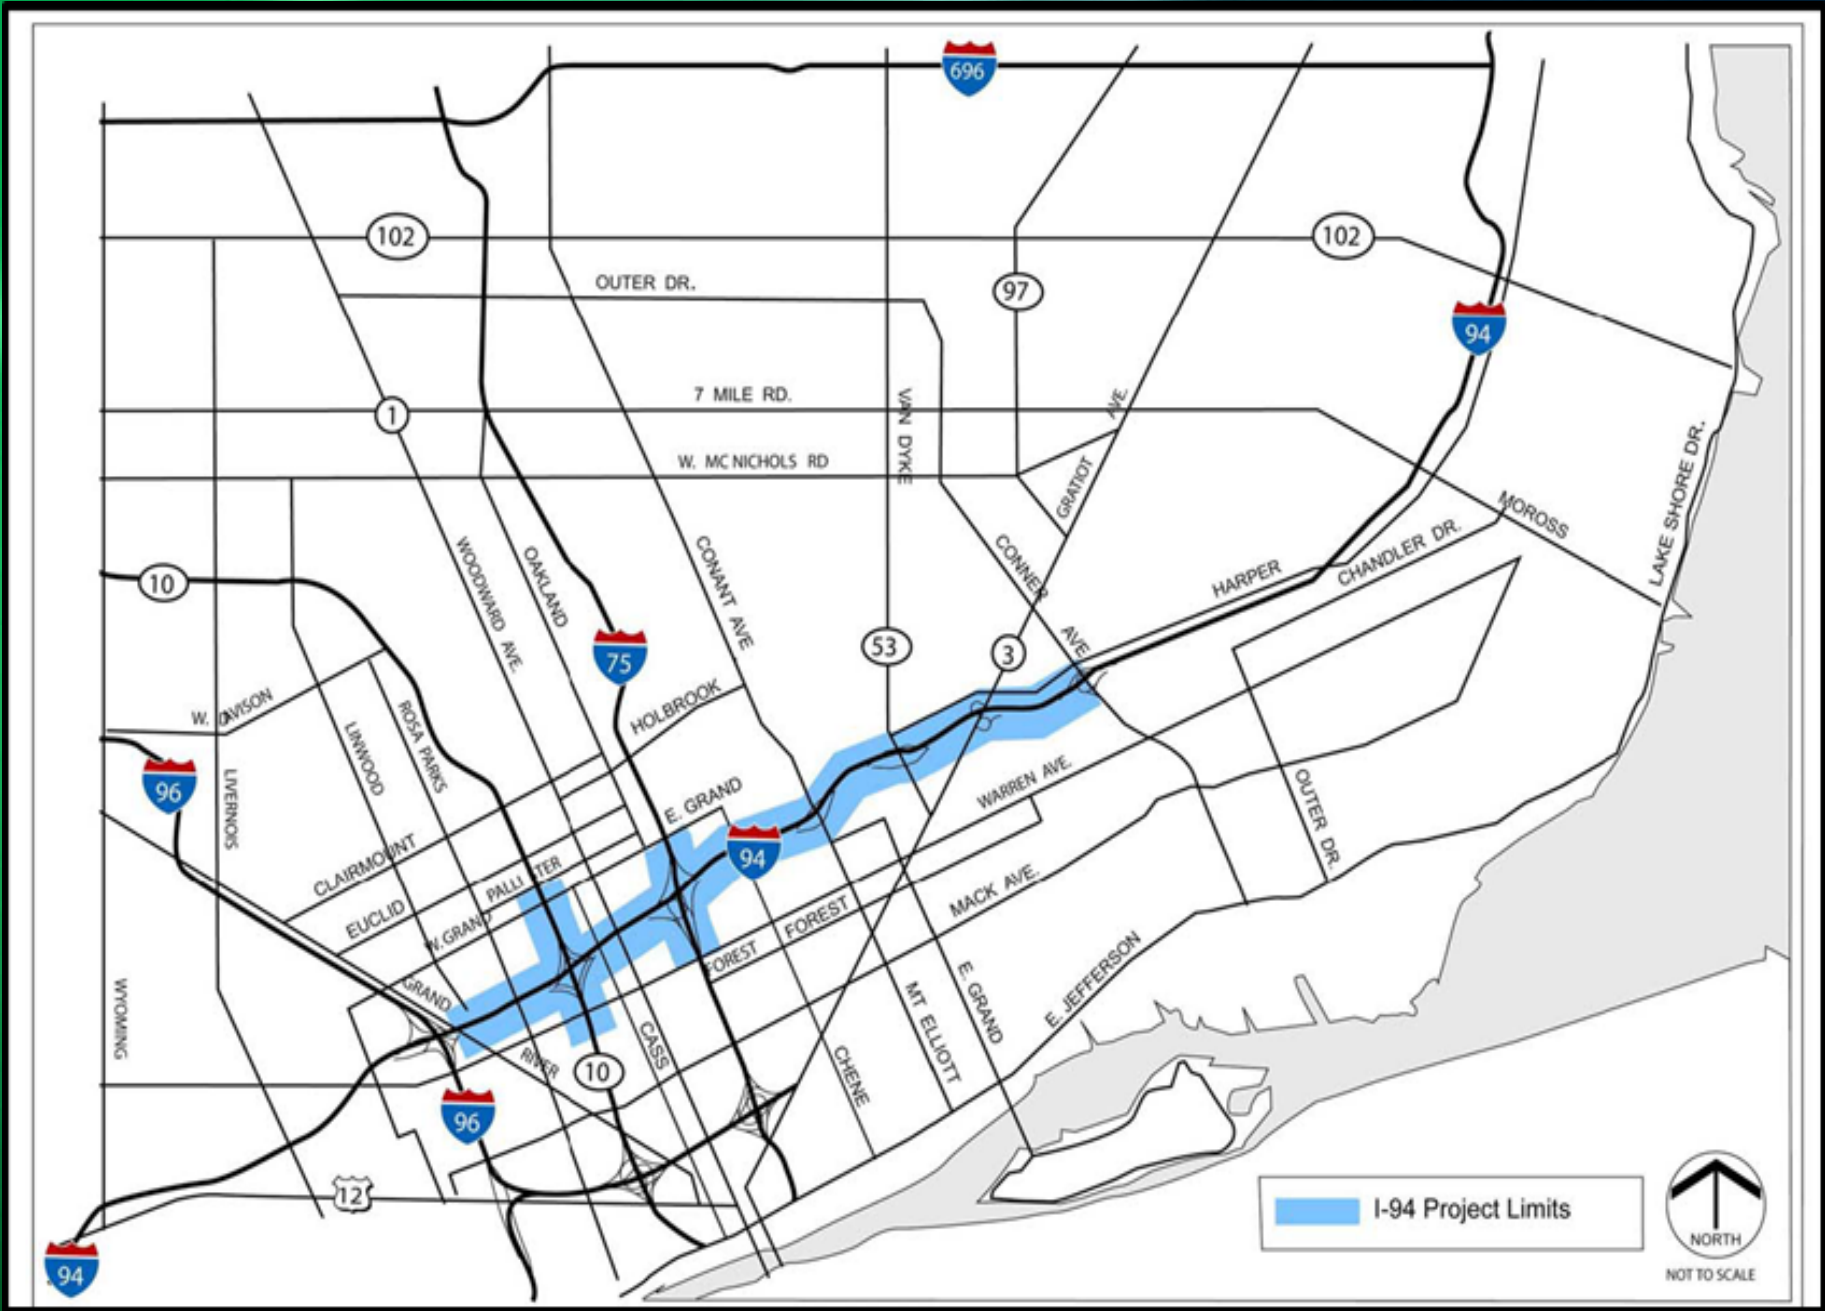 696
102
102
OUTER DR.
97
94
7 MILE RD.
AVE.
1
VAN DYKE
W. MC NICHOLS RD
GRATIOT
LAKE SHORE DR.
MOROSS
CHANDLER DR.
HARPER
CONNER
AVE
WOODWARD AVE.
OAKLAND
CONANT AVE
10
75
53
3
HOLBROOK
W. DAVISON
LINWOOD
ROSA PARKS
96
LIVERNOIS
E. GRAND
WARREN AVE.
OUTER DR.
94
CLAIRMOUNT
EUCLID
W. GRAND
MACK AVE.
FOREST
FOREST
GRAND
RIVER
WYOMING
CASS
10
CHENE
MT ELLIOTT
E. GRAND
E. JEFFERSON
96
12
94
I-94 Project Limits
NORTH
NOT TO SCALE